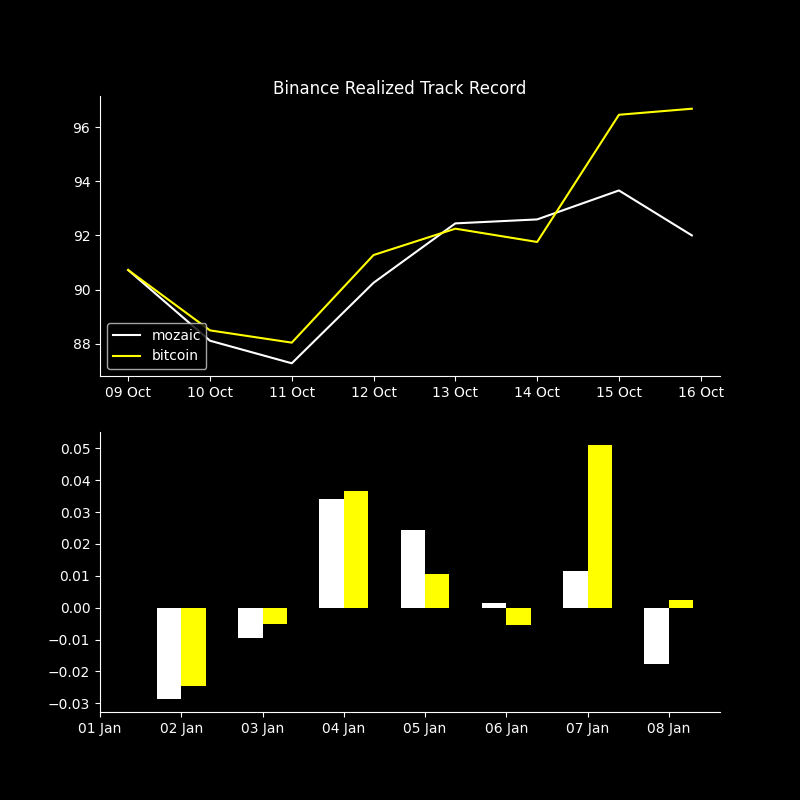 Binance Realized Track Record
96
94
92
90
88
mozaic
bitcoin
09 Oct 10 Oct 11 Oct 12 Oct 13 Oct 14 Oct 15 Oct 16 Oct
0.05
0.04
0.03
0.02
0.01
0.00
−0.01
−0.02
−0.03
01 Jan 02 Jan 03 Jan 04 Jan 05 Jan 06 Jan 07 Jan 08 Jan